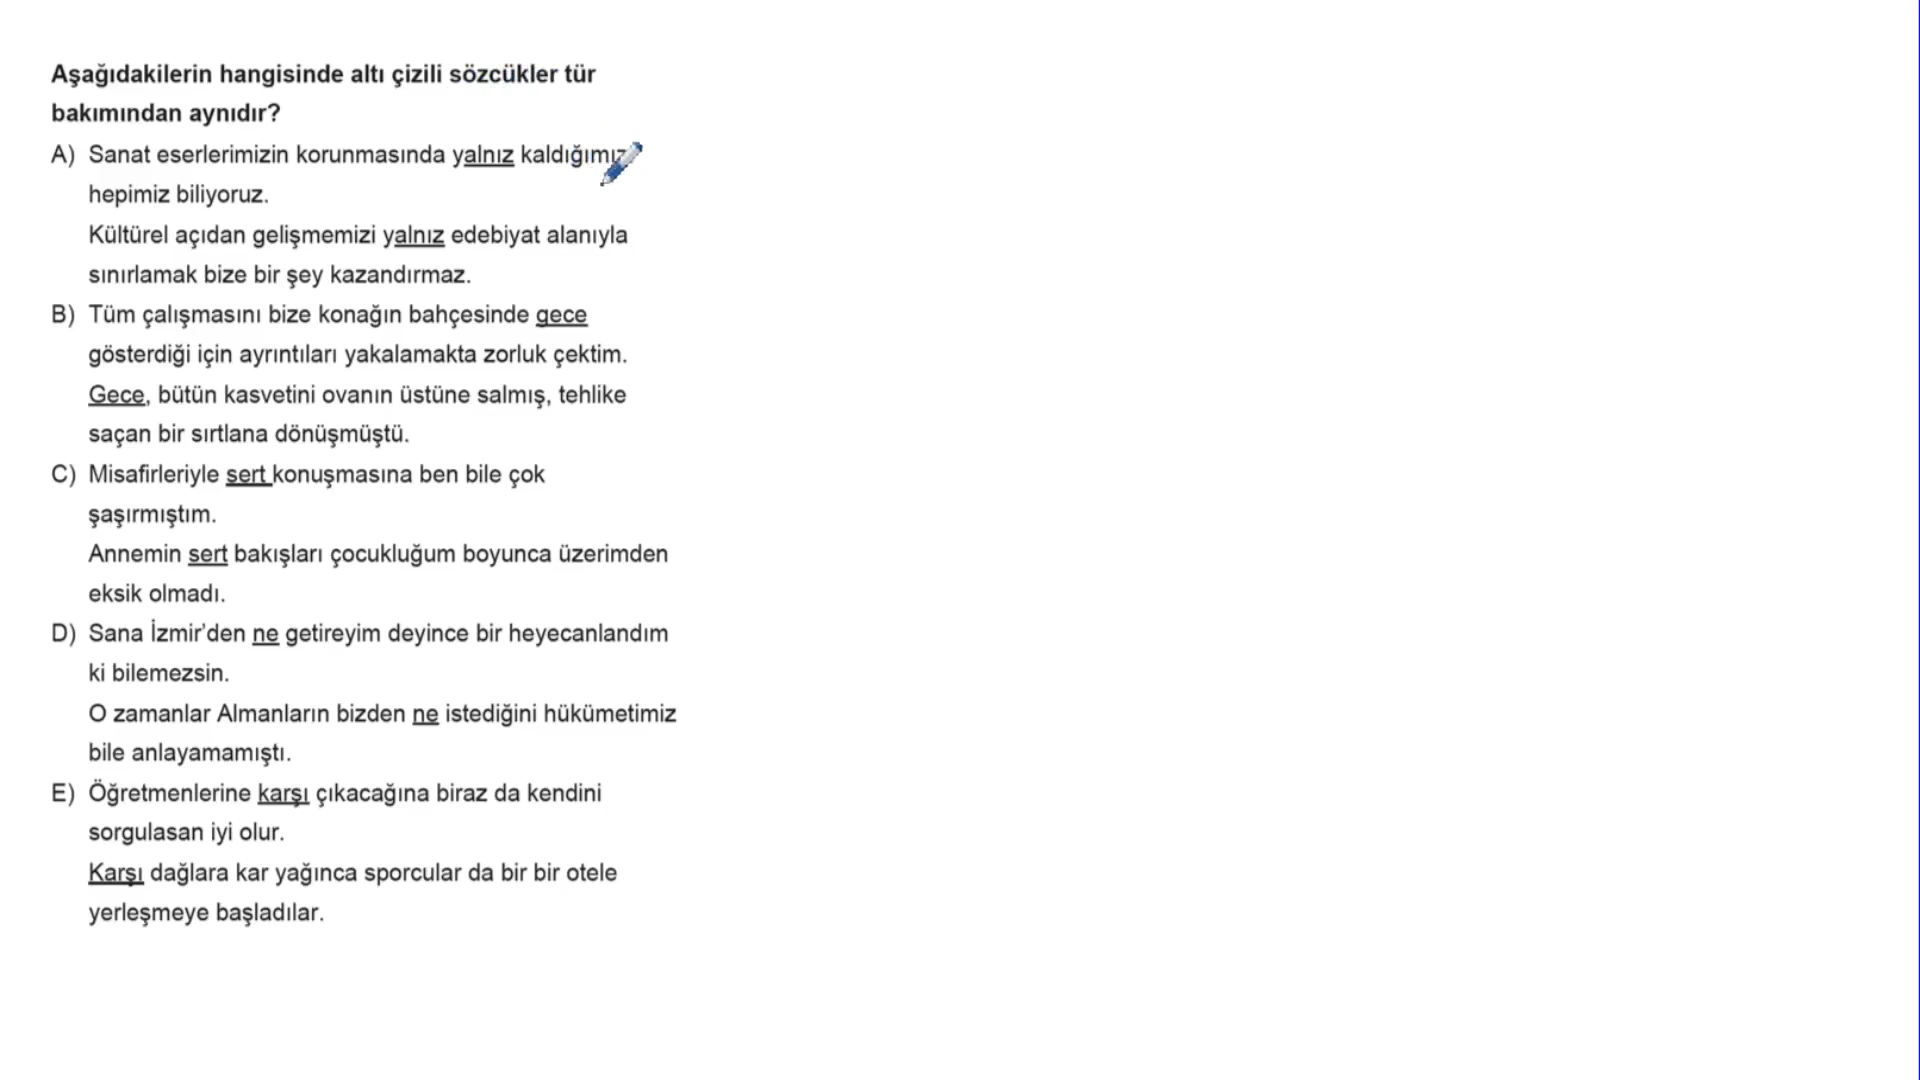 Aşağıdakilerin hangisinde altı çizili sözcükler tür
bakımından aynıdır?
A) Sanat eserlerimizin korunmasında yalnız kaldığımız
hepimiz biliyoruz.
Kültürel açıdan gelişmemizi yalnız edebiyat alanıyla
sınırlamak bize bir şey kazandırmaz.
B) Tüm çalışmasını bize konağın bahçesinde gece
gösterdiği için ayrıntıları yakalamakta zorluk çektim.
Gece, bütün kasvetini ovanın üstüne salmış, tehlike
saçan bir sırtlana dönüşmüştü.
C) Misafirleriyle sert konuşmasına ben bile çok
şaşırmıştım.
Annemin sert bakışları çocukluğum boyunca üzerimden
eksik olmadı.
D) Sana İzmir’den ne getireyim deyince bir heyecanlandım
ki bilemezsin.
O zamanlar Almanların bizden ne istediğini hükümetimiz
bile anlayamamıştı.
E) Öğretmenlerine karşı çıkacağına biraz da kendini
sorgulasan iyi olur.
Karşı dağlara kar yağınca sporcular da bir bir otele
yerleşmeye başladılar.